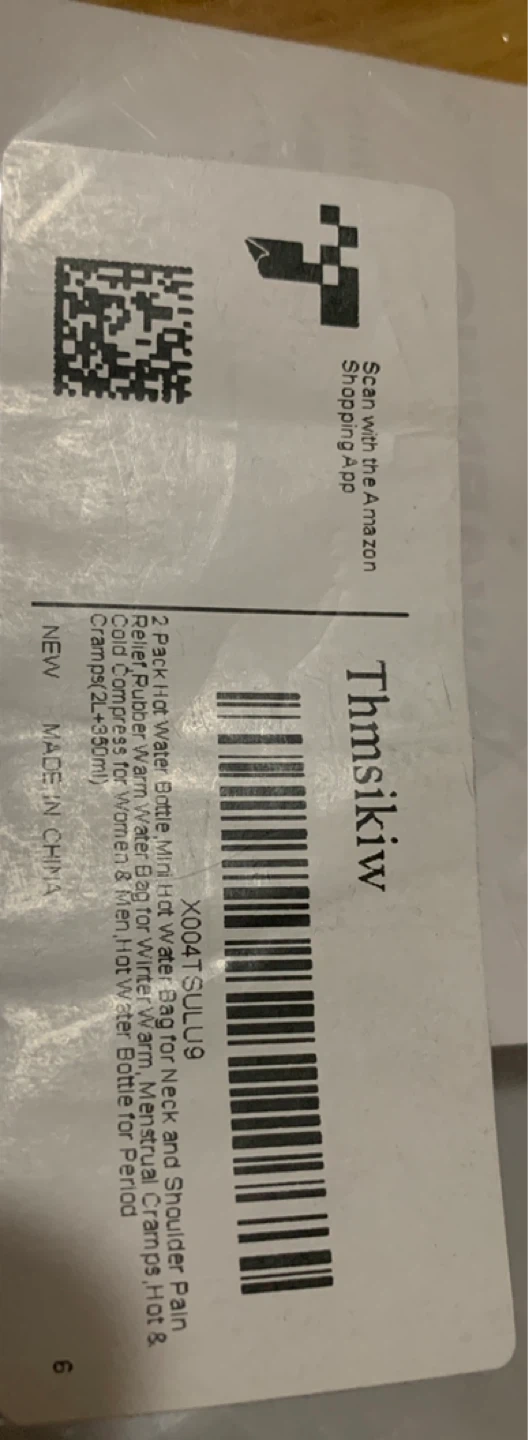 Scan with the Amazon
Shopping App
Thmsikiw
X004TSULU9
2 Pack Hot Water Bottle,Mini Hot Water Bag for Neck and Shoulder Pain
Relief,Rubber Warm Water Bag for Winter Warm, Menstrual Cramps,Hot &
Cold Compress for Women & Men,Hot Water Bottle for Period
Cramps(2L+350ml)
NEW MADE IN CHINA
6